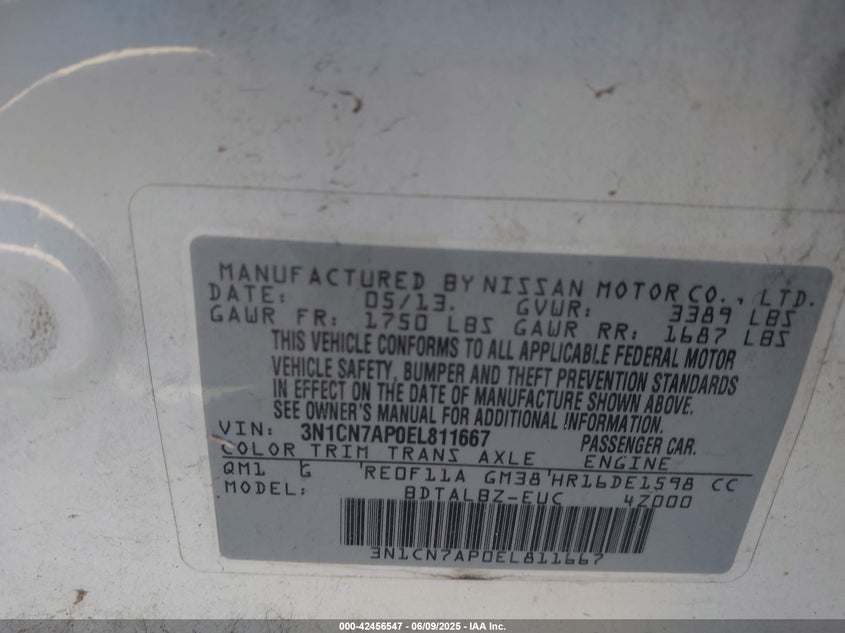 MANUFACTURED BY NISSAN MOTOR CO., LTD.
DATE: 05/13. GVWR: 3389 LBS
GAWR FR: 1750 LBS GAWR RR: 1687 LBS
THIS VEHICLE CONFORMS TO ALL APPLICABLE FEDERAL MOTOR
VEHICLE SAFETY, BUMPER AND THEFT PREVENTION STANDARDS
IN EFFECT ON THE DATE OF MANUFACTURE SHOWN ABOVE.
SEE OWNER'S MANUAL FOR ADDITIONAL INFORMATION.
VIN: 3N1CN7AP0EL811667 PASSENGER CAR.
COLOR TRIM TRANS AXLE ENGINE
QM1 G RE0F11A GM38 HR16DE1598 CC
MODEL: BDTALBZ-EUC 4Z000
3N1CN7AP0EL811667
000-42456547 | 06/09/2025 - IAA Inc.